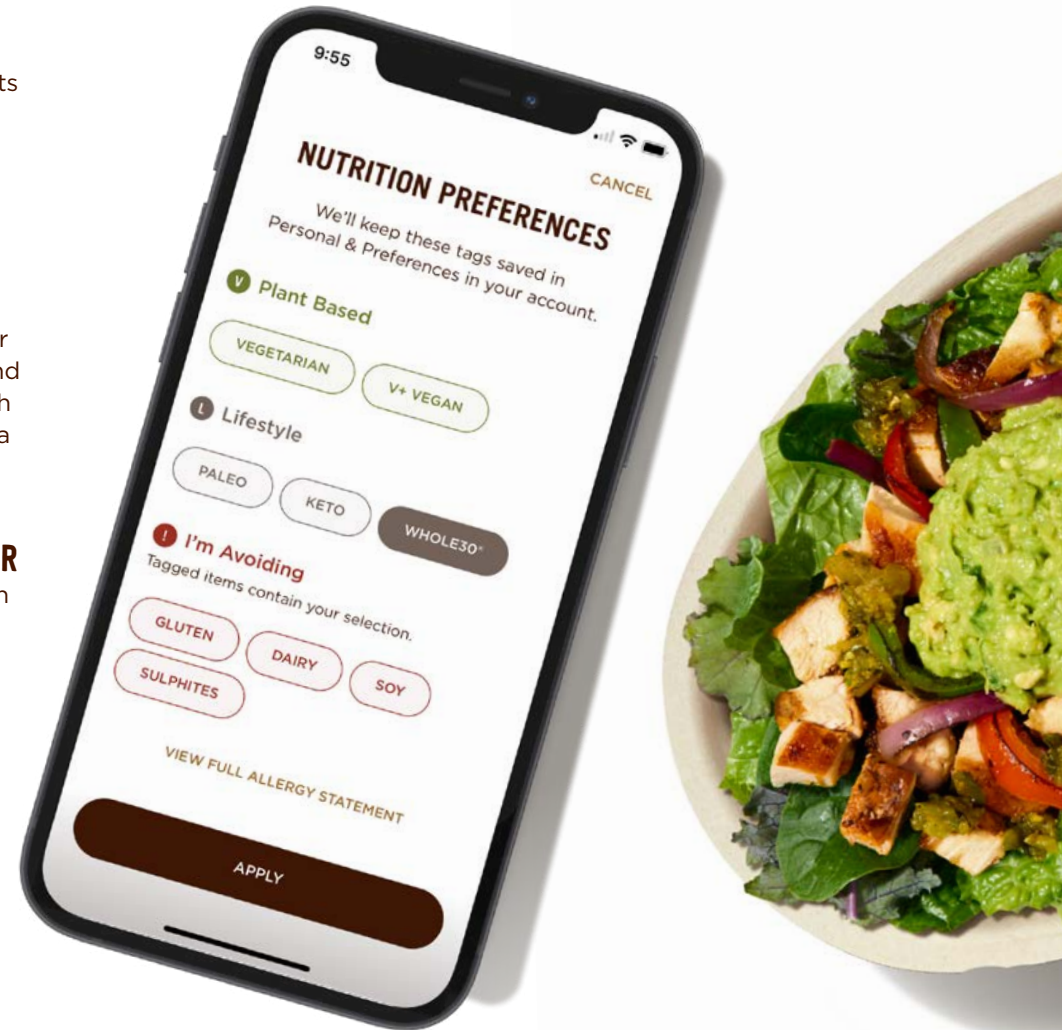 ts
r
nd
h
a
R
n
9:55
CANCEL
NUTRITION PREFERENCES
We'll keep these tags saved in
Personal & Preferences in your account.
V Plant Based
VEGETARIAN
V+ VEGAN
L Lifestyle
PALEO
KETO
WHOLE30®
! I'm Avoiding
Tagged items contain your selection.
GLUTEN
DAIRY
SOY
SULPHITES
VIEW FULL ALLERGY STATEMENT
APPLY